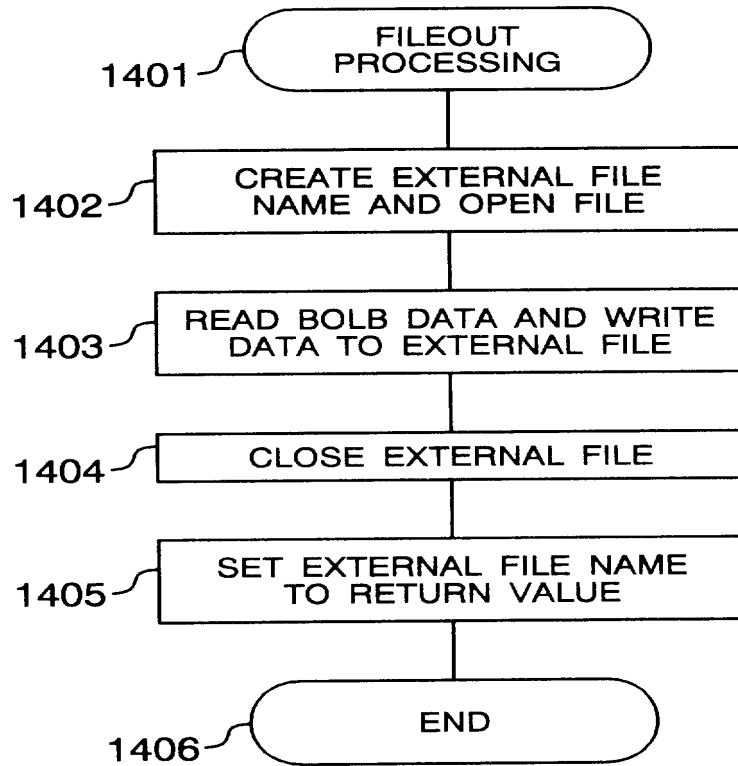 FILEOUT
PROCESSING
1401
CREATE EXTERNAL FILE
NAME AND OPEN FILE
1402
READ BOLB DATA AND WRITE
DATA TO EXTERNAL FILE
1403
CLOSE EXTERNAL FILE
1404
SET EXTERNAL FILE NAME
TO RETURN VALUE
1405
END
1406